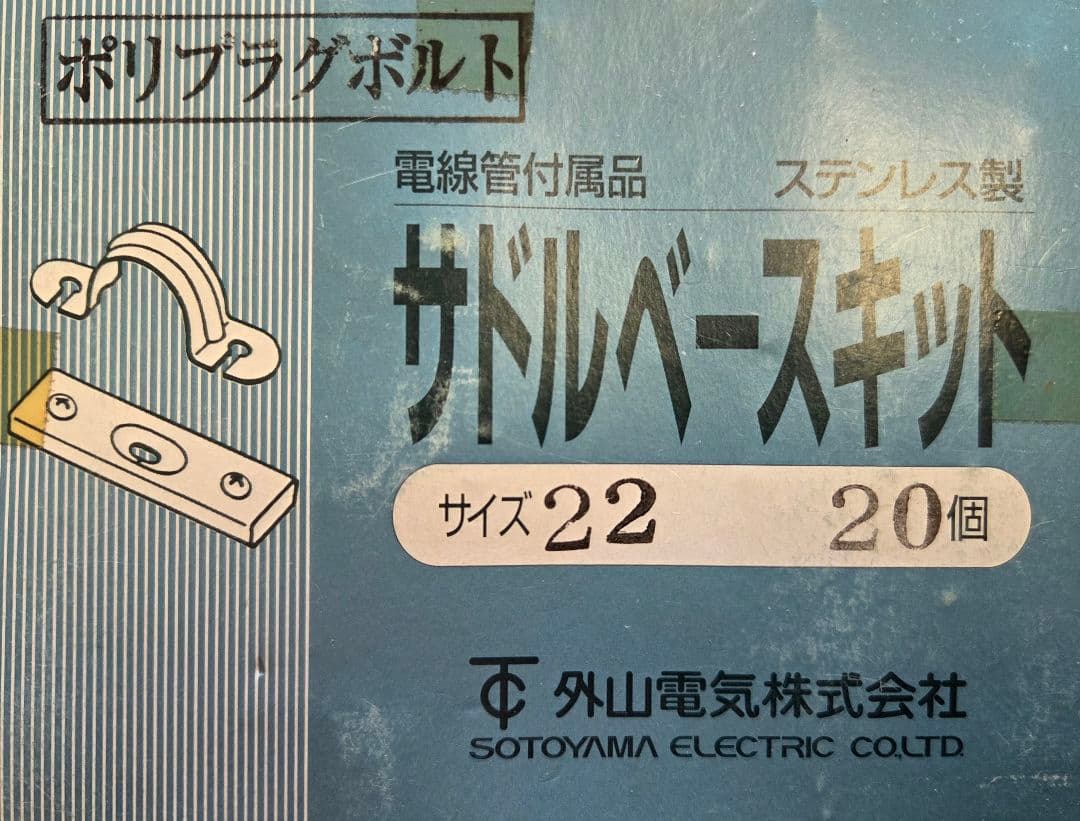 ポリプラグボルト
電線管付属品 ステンレス製
サドルベースキット
サイズ 22 20個
外山電気株式会社
SOTOYAMA ELECTRIC CO.,LTD.